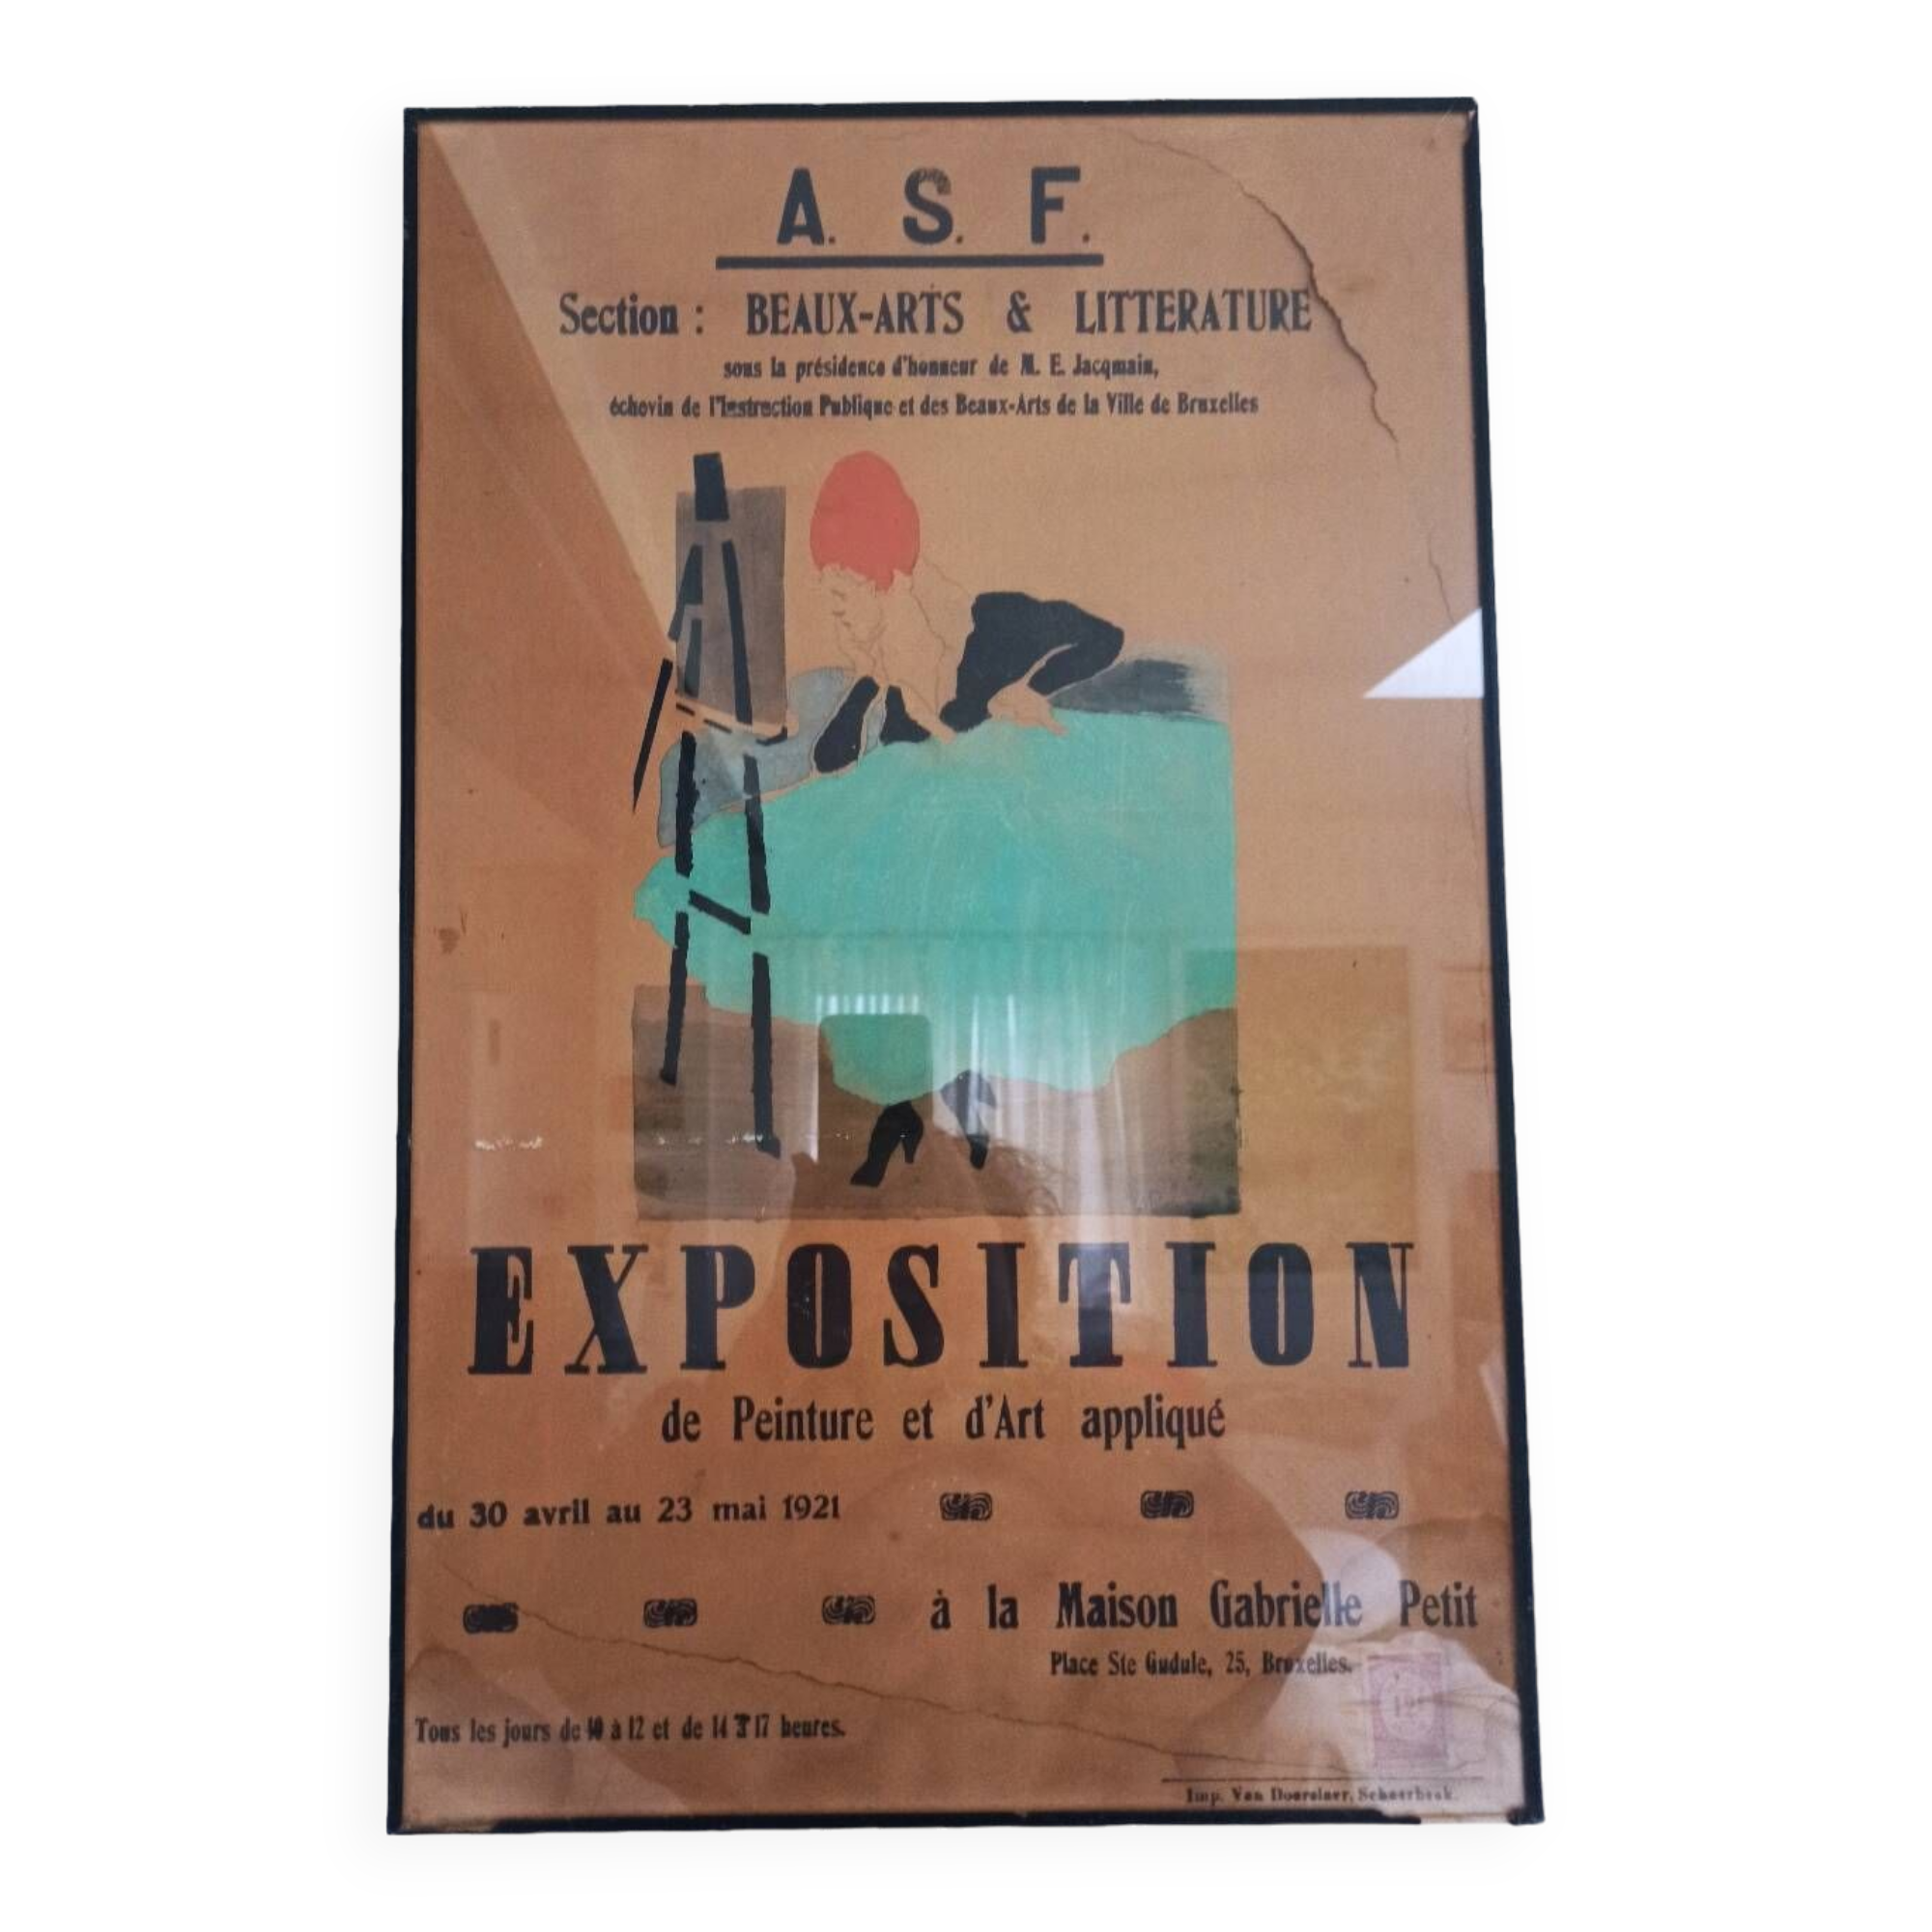 A. S. F.
Section : BEAUX-ARTS & LITTERATURE
sous la présidence d'honneur de M. E. Jacqmain,
échevin de l'Instruction Publique et des Beaux-Arts de la Ville de Bruxelles
EXPOSITION
de Peinture et d'Art appliqué
du 30 avril au 23 mai 1921
à la Maison Gabrielle Petit
Place Ste Gudule, 25, Bruxelles.
Tous les jours de 10 à 12 et de 14 à 17 heures.
Imp. Van Doorslaer, Schaerbeek.